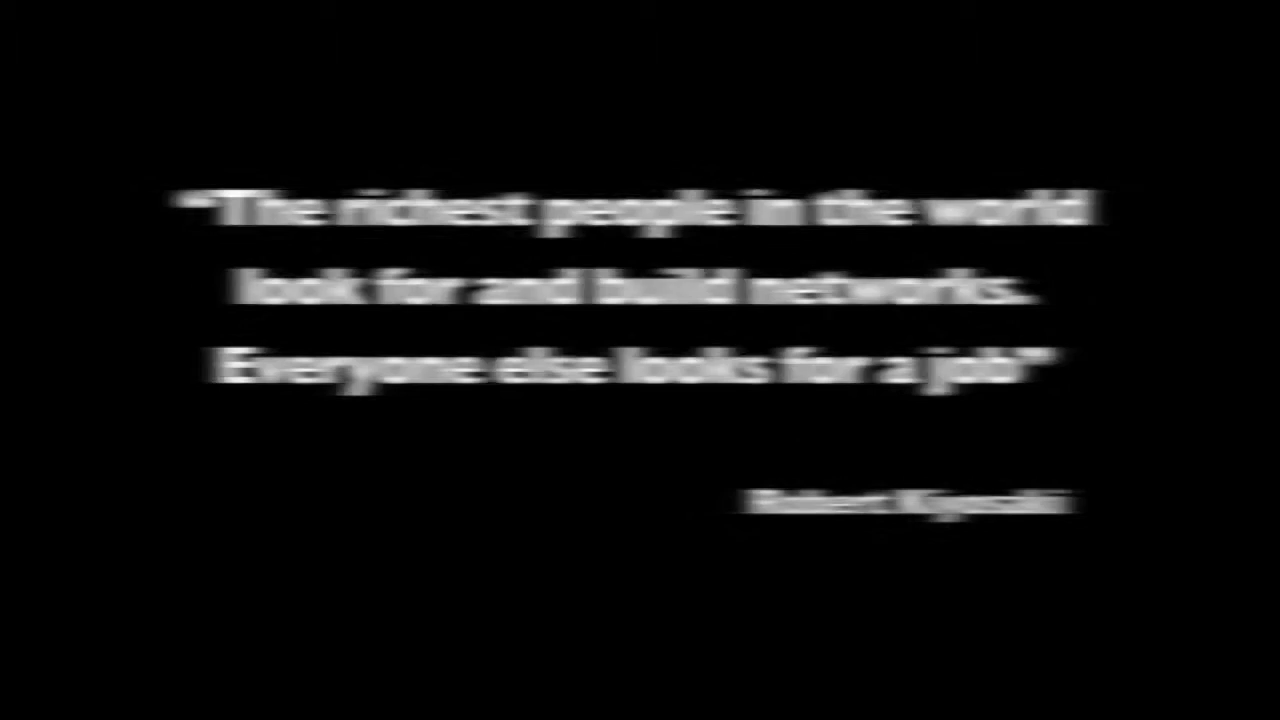 "The richest people in the world
look for and build networks.
Everyone else looks for a job"
Robert Kiyosaki